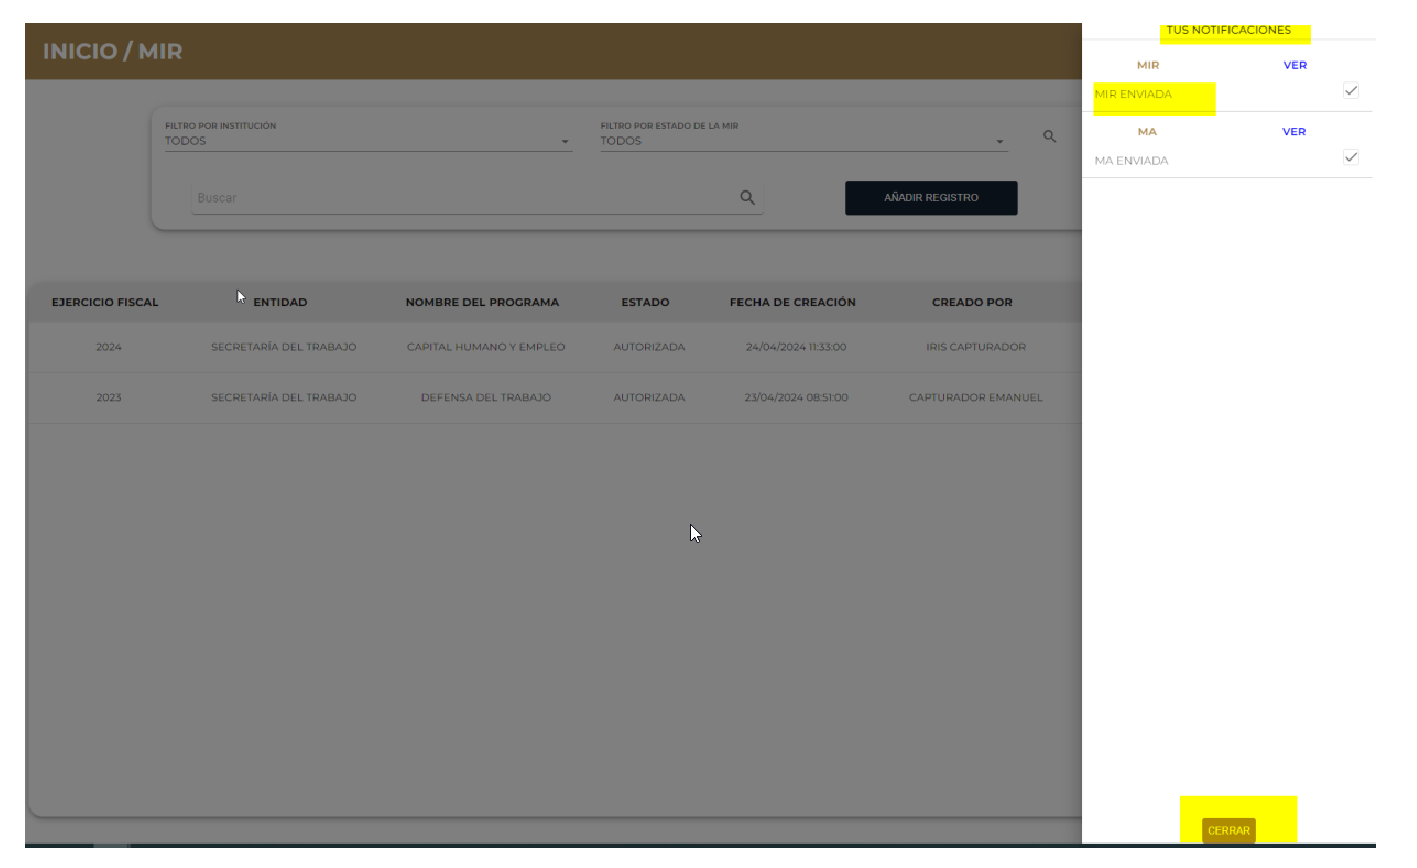 INICIO / MIR
FILTRO POR INSTITUCIÓN
TODOS
FILTRO POR ESTADO DE LA MIR
TODOS
Buscar
AÑADIR REGISTRO
EJERCICIO FISCAL ENTIDAD NOMBRE DEL PROGRAMA ESTADO FECHA DE CREACIÓN CREADO POR
2024 SECRETARÍA DEL TRABAJO CAPITAL HUMANO Y EMPLEO AUTORIZADA 24/04/2024 11:33:00 IRIS CAPTURADOR
2023 SECRETARÍA DEL TRABAJO DEFENSA DEL TRABAJO AUTORIZADA 23/04/2024 08:51:00 CAPTURADOR EMANUEL
TUS NOTIFICACIONES
MIR VER
MIR ENVIADA
MA VER
MA ENVIADA
CERRAR